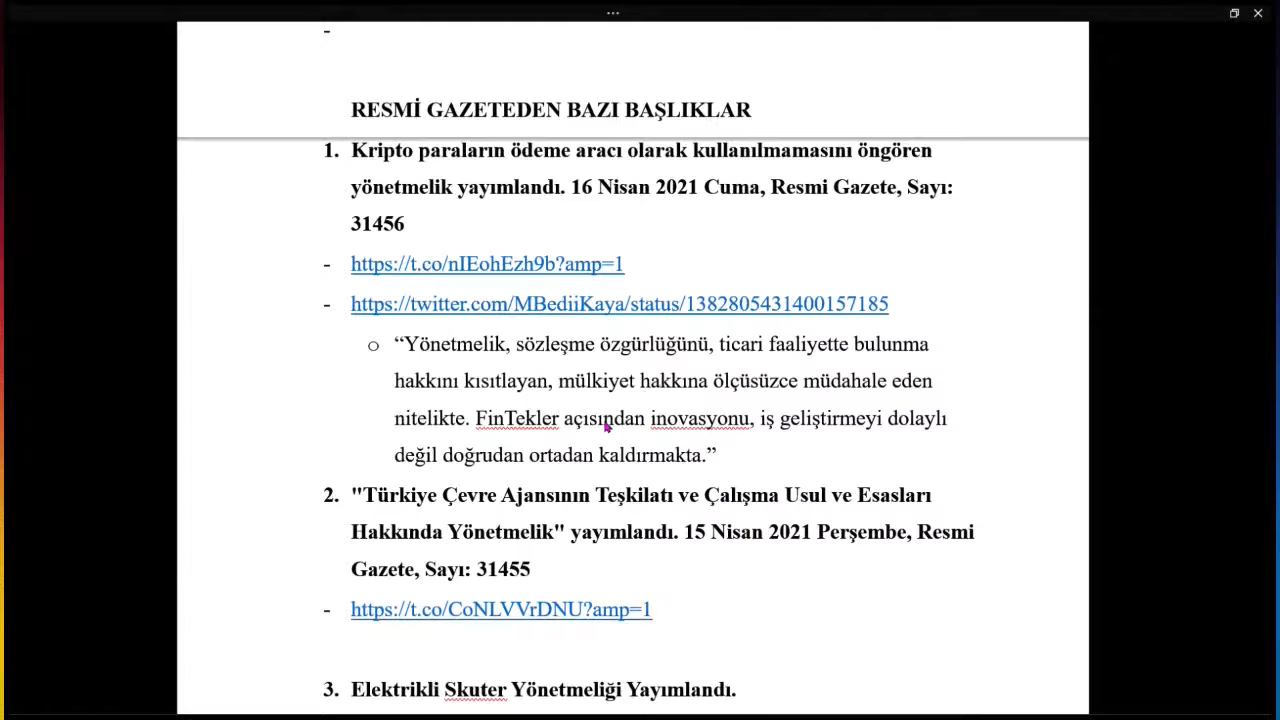 -
RESMİ GAZETEDEN BAZI BAŞLIKLAR
1. Kripto paraların ödeme aracı olarak kullanılmamasını öngören
yönetmelik yayımlandı. 16 Nisan 2021 Cuma, Resmi Gazete, Sayı:
31456
- https://t.co/nIEohEzh9b?amp=1
- https://twitter.com/MBediiKaya/status/1382805431400157185
o “Yönetmelik, sözleşme özgürlüğünü, ticari faaliyette bulunma
hakkını kısıtlayan, mülkiyet hakkına ölçüsüzce müdahale eden
nitelikte. FinTekler açısından inovasyonu, iş geliştirmeyi dolaylı
değil doğrudan ortadan kaldırmakta.”
2. "Türkiye Çevre Ajansının Teşkilatı ve Çalışma Usul ve Esasları
Hakkında Yönetmelik" yayımlandı. 15 Nisan 2021 Perşembe, Resmi
Gazete, Sayı: 31455
- https://t.co/CoNLVVrDNU?amp=1
3. Elektrikli Skuter Yönetmeliği Yayımlandı.